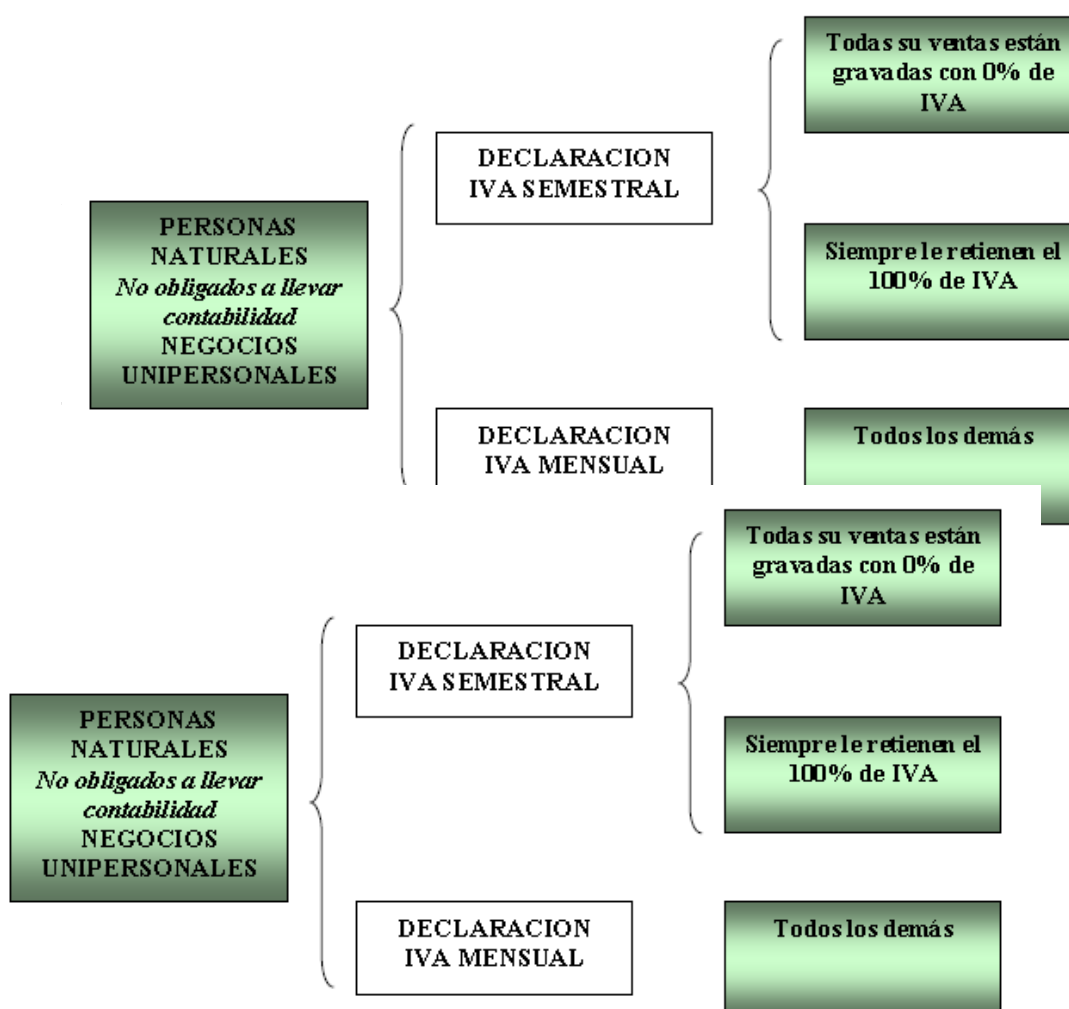 Todas su ventas están
gravadas con 0% de
IVA
DECLARACION
IVA SEMESTRAL
PERSONAS
NATURALES
No obligados a llevar
contabilidad
NEGOCIOS
UNIPERSONALES
Siempre le retienen el
100% de IVA
DECLARACION
IVA MENSUAL
Todos los demás
Todas su ventas están
gravadas con 0% de
IVA
DECLARACION
IVA SEMESTRAL
PERSONAS
NATURALES
No obligados a llevar
contabilidad
NEGOCIOS
UNIPERSONALES
Siempre le retienen el
100% de IVA
DECLARACION
IVA MENSUAL
Todos los demás